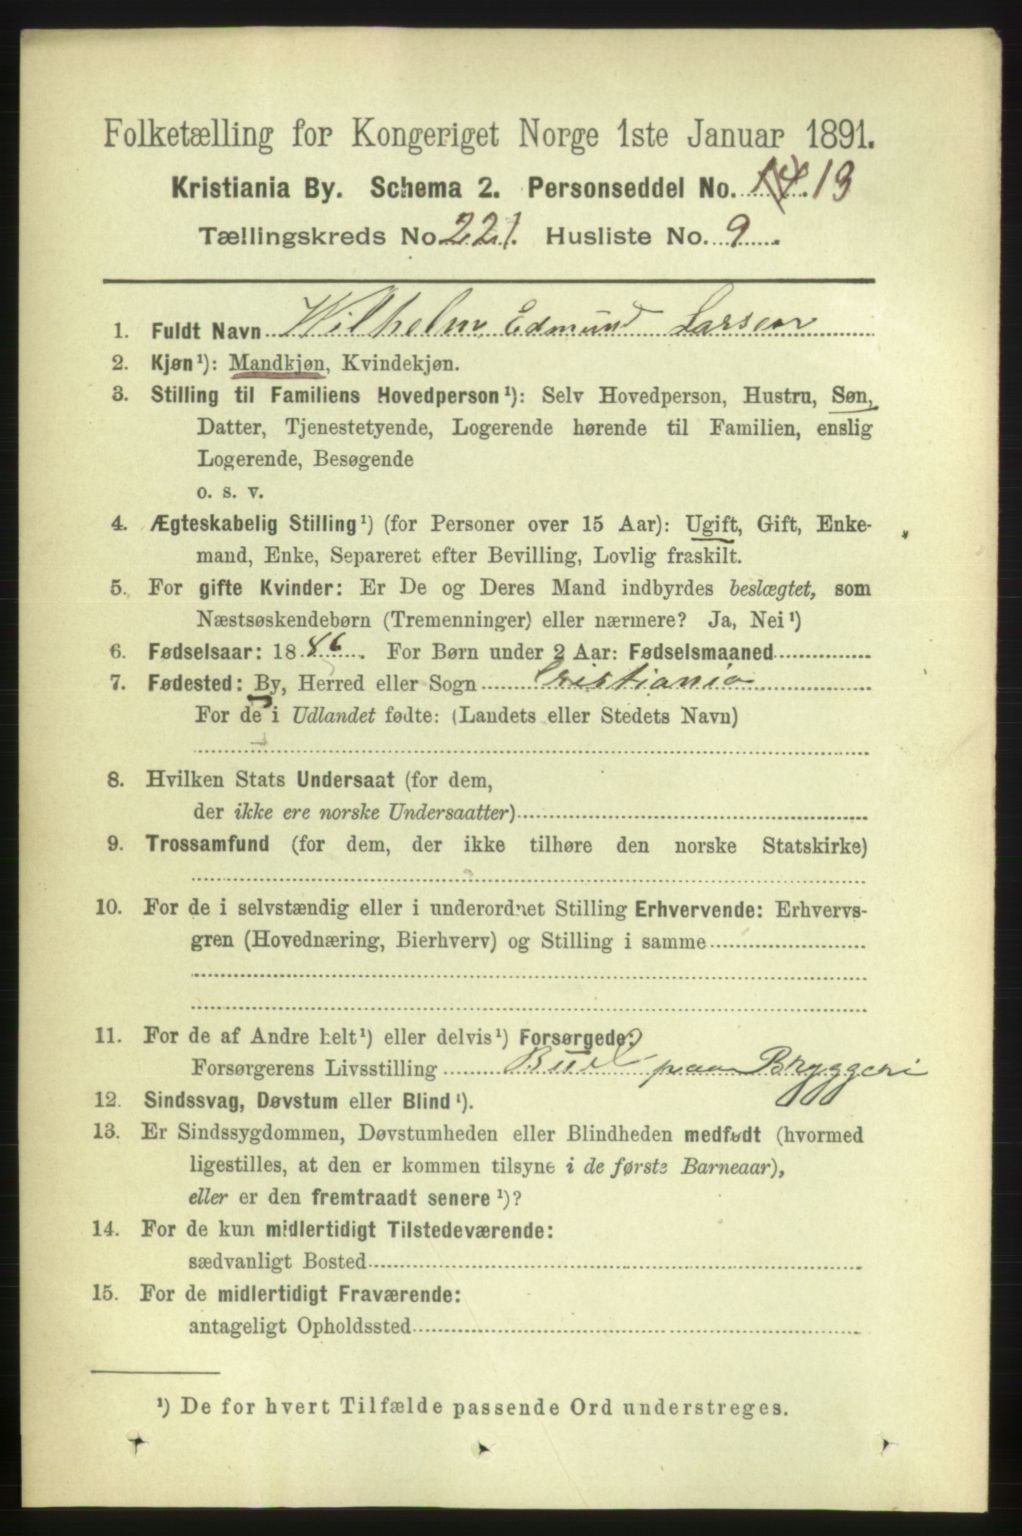 Folketælling for Kongeriget Norge 1ste Januar 1891.
Kristiania By. Schema 2. Personseddel No. 14. 13
Tællingskreds No. 221. Husliste No. 9
1. Fuldt Navn Wilhelm Edmund Larsen
2. Kjøn¹): Mandkjøn, Kvindekjøn.
3. Stilling til Familiens Hovedperson¹): Selv Hovedperson, Hustru, Søn,
Datter, Tjenestetyende, Logerende hørende til Familien, enslig
Logerende, Besøgende
o. s. v.
4. Ægteskabelig Stilling¹) (for Personer over 15 Aar): Ugift, Gift, Enke-
mand, Enke, Separeret efter Bevilling, Lovlig fraskilt.
5. For gifte Kvinder: Er De og Deres Mand indbyrdes beslægtet, som
Næstsøskendebørn (Tremenninger) eller nærmere? Ja, Nei¹)
6. Fødselsaar: 1886. For Børn under 2 Aar: Fødselsmaaned
7. Fødested: By, Herred eller Sogn Cristiania
For de i Udlandet fødte: (Landets eller Stedets Navn)
8. Hvilken Stats Undersaat (for dem,
der ikke ere norske Undersaatter)
9. Trossamfund (for dem, der ikke tilhøre den norske Statskirke)
10. For de i selvstændig eller i underordnet Stilling Erhvervende: Erhvervs-
gren (Hovednæring, Bierhverv) og Stilling i samme
11. For de af Andre helt¹) eller delvis¹) Forsørgede:
Forsørgerens Livsstilling Bud paa Bryggeri
12. Sindssvag, Døvstum eller Blind¹).
13. Er Sindssygdommen, Døvstumheden eller Blindheden medfødt (hvormed
ligestilles, at den er kommen tilsyne i de første Barneaar),
eller er den fremtraadt senere¹)?
14. For de kun midlertidigt Tilstedeværende:
sædvanligt Bosted
15. For de midlertidigt Fraværende:
antageligt Opholdssted
¹) De for hvert Tilfælde passende Ord understreges.